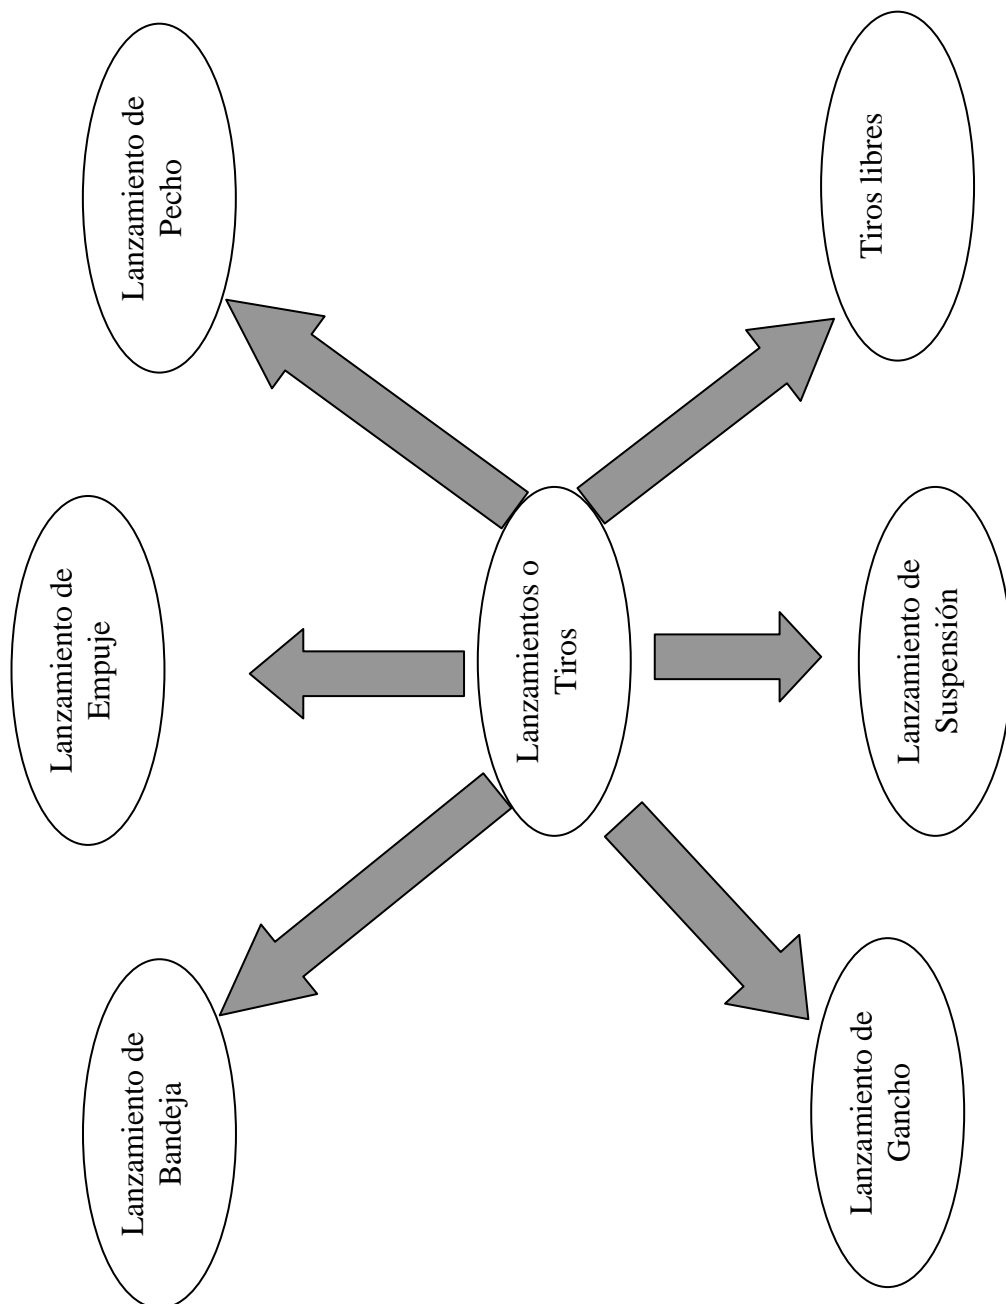 Lanzamiento de
Bandeja
Lanzamiento de
Empuje
Lanzamiento de
Pecho
Lanzamientos o
Tiros
Lanzamiento de
Gancho
Lanzamiento de
Suspensión
Tiros libres